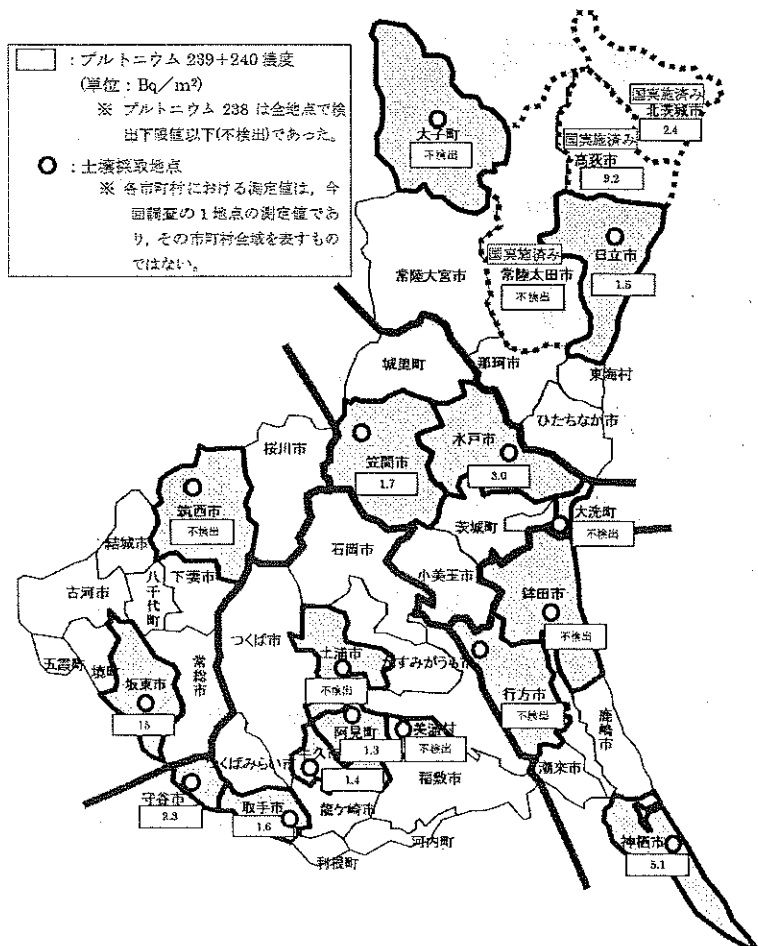 ：プルトニウム 239+240 濃度
(単位：Bq／m²)
※ プルトニウム 238 は全地点で検
出下限値以下(不検出)であった。
：土壌採取地点
※ 各市町村における測定値は，今
回調査の1地点の測定値であ
り，その市町村全域を表すもの
ではない。
国実施済み
北茨城市
2.4
大子町
不検出
国実施済み
高萩市
9.2
日立市
1.5
国実施済み
常陸太田市
不検出
常陸大宮市
城里町
那珂市
東海村
ひたちなか市
水戸市
3.0
笠間市
1.7
桜川市
筑西市
不検出
結城市
大洗町
不検出
茨城町
石岡市
小美玉市
鉾田市
不検出
下妻市
八千代町
古河市
五霞町
境町
つくば市
常総市
坂東市
15
土浦市
不検出
かすみがうら市
行方市
不検出
鹿嶋市
潮来市
阿見町
1.3
美浦村
不検出
牛久市
1.4
稲敷市
つくばみらい市
守谷市
2.3
取手市
1.6
龍ケ崎市
利根町
河内町
神栖市
5.1